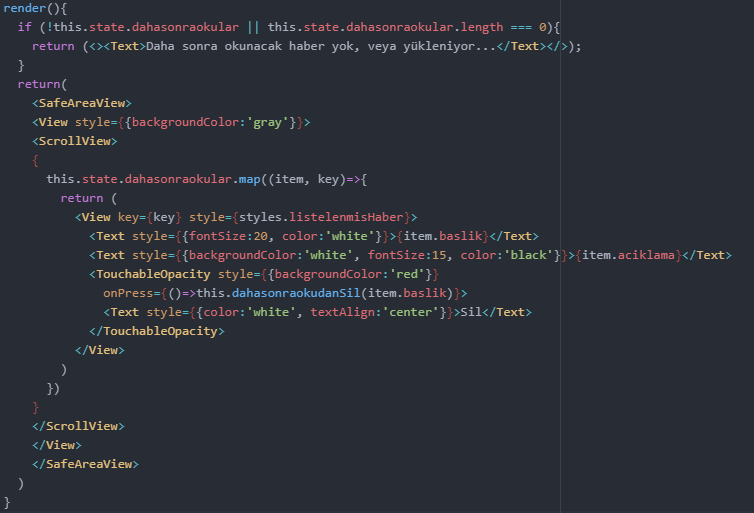 render(){
  if (!this.state.dahasonraokular || this.state.dahasonraokular.length === 0){
    return (<><Text>Daha sonra okunacak haber yok, veya yükleniyor...</Text></>);
  }
  return(
    <SafeAreaView>
    <View style={{backgroundColor:'gray'}}>
    <ScrollView>
    {
      this.state.dahasonraokular.map((item, key)=>{
        return (
          <View key={key} style={styles.listelenmisHaber}>
            <Text style={{fontSize:20, color:'white'}}>{item.baslik}</Text>
            <Text style={{backgroundColor:'white', fontSize:15, color:'black'}}>{item.aciklama}</Text>
            <TouchableOpacity style={{backgroundColor:'red'}}
              onPress={()=>this.dahasonraokudanSil(item.baslik)}>
              <Text style={{color:'white', textAlign:'center'}}>Sil</Text>
            </TouchableOpacity>
          </View>
        )
      })
    }
    </ScrollView>
    </View>
    </SafeAreaView>
  )
}